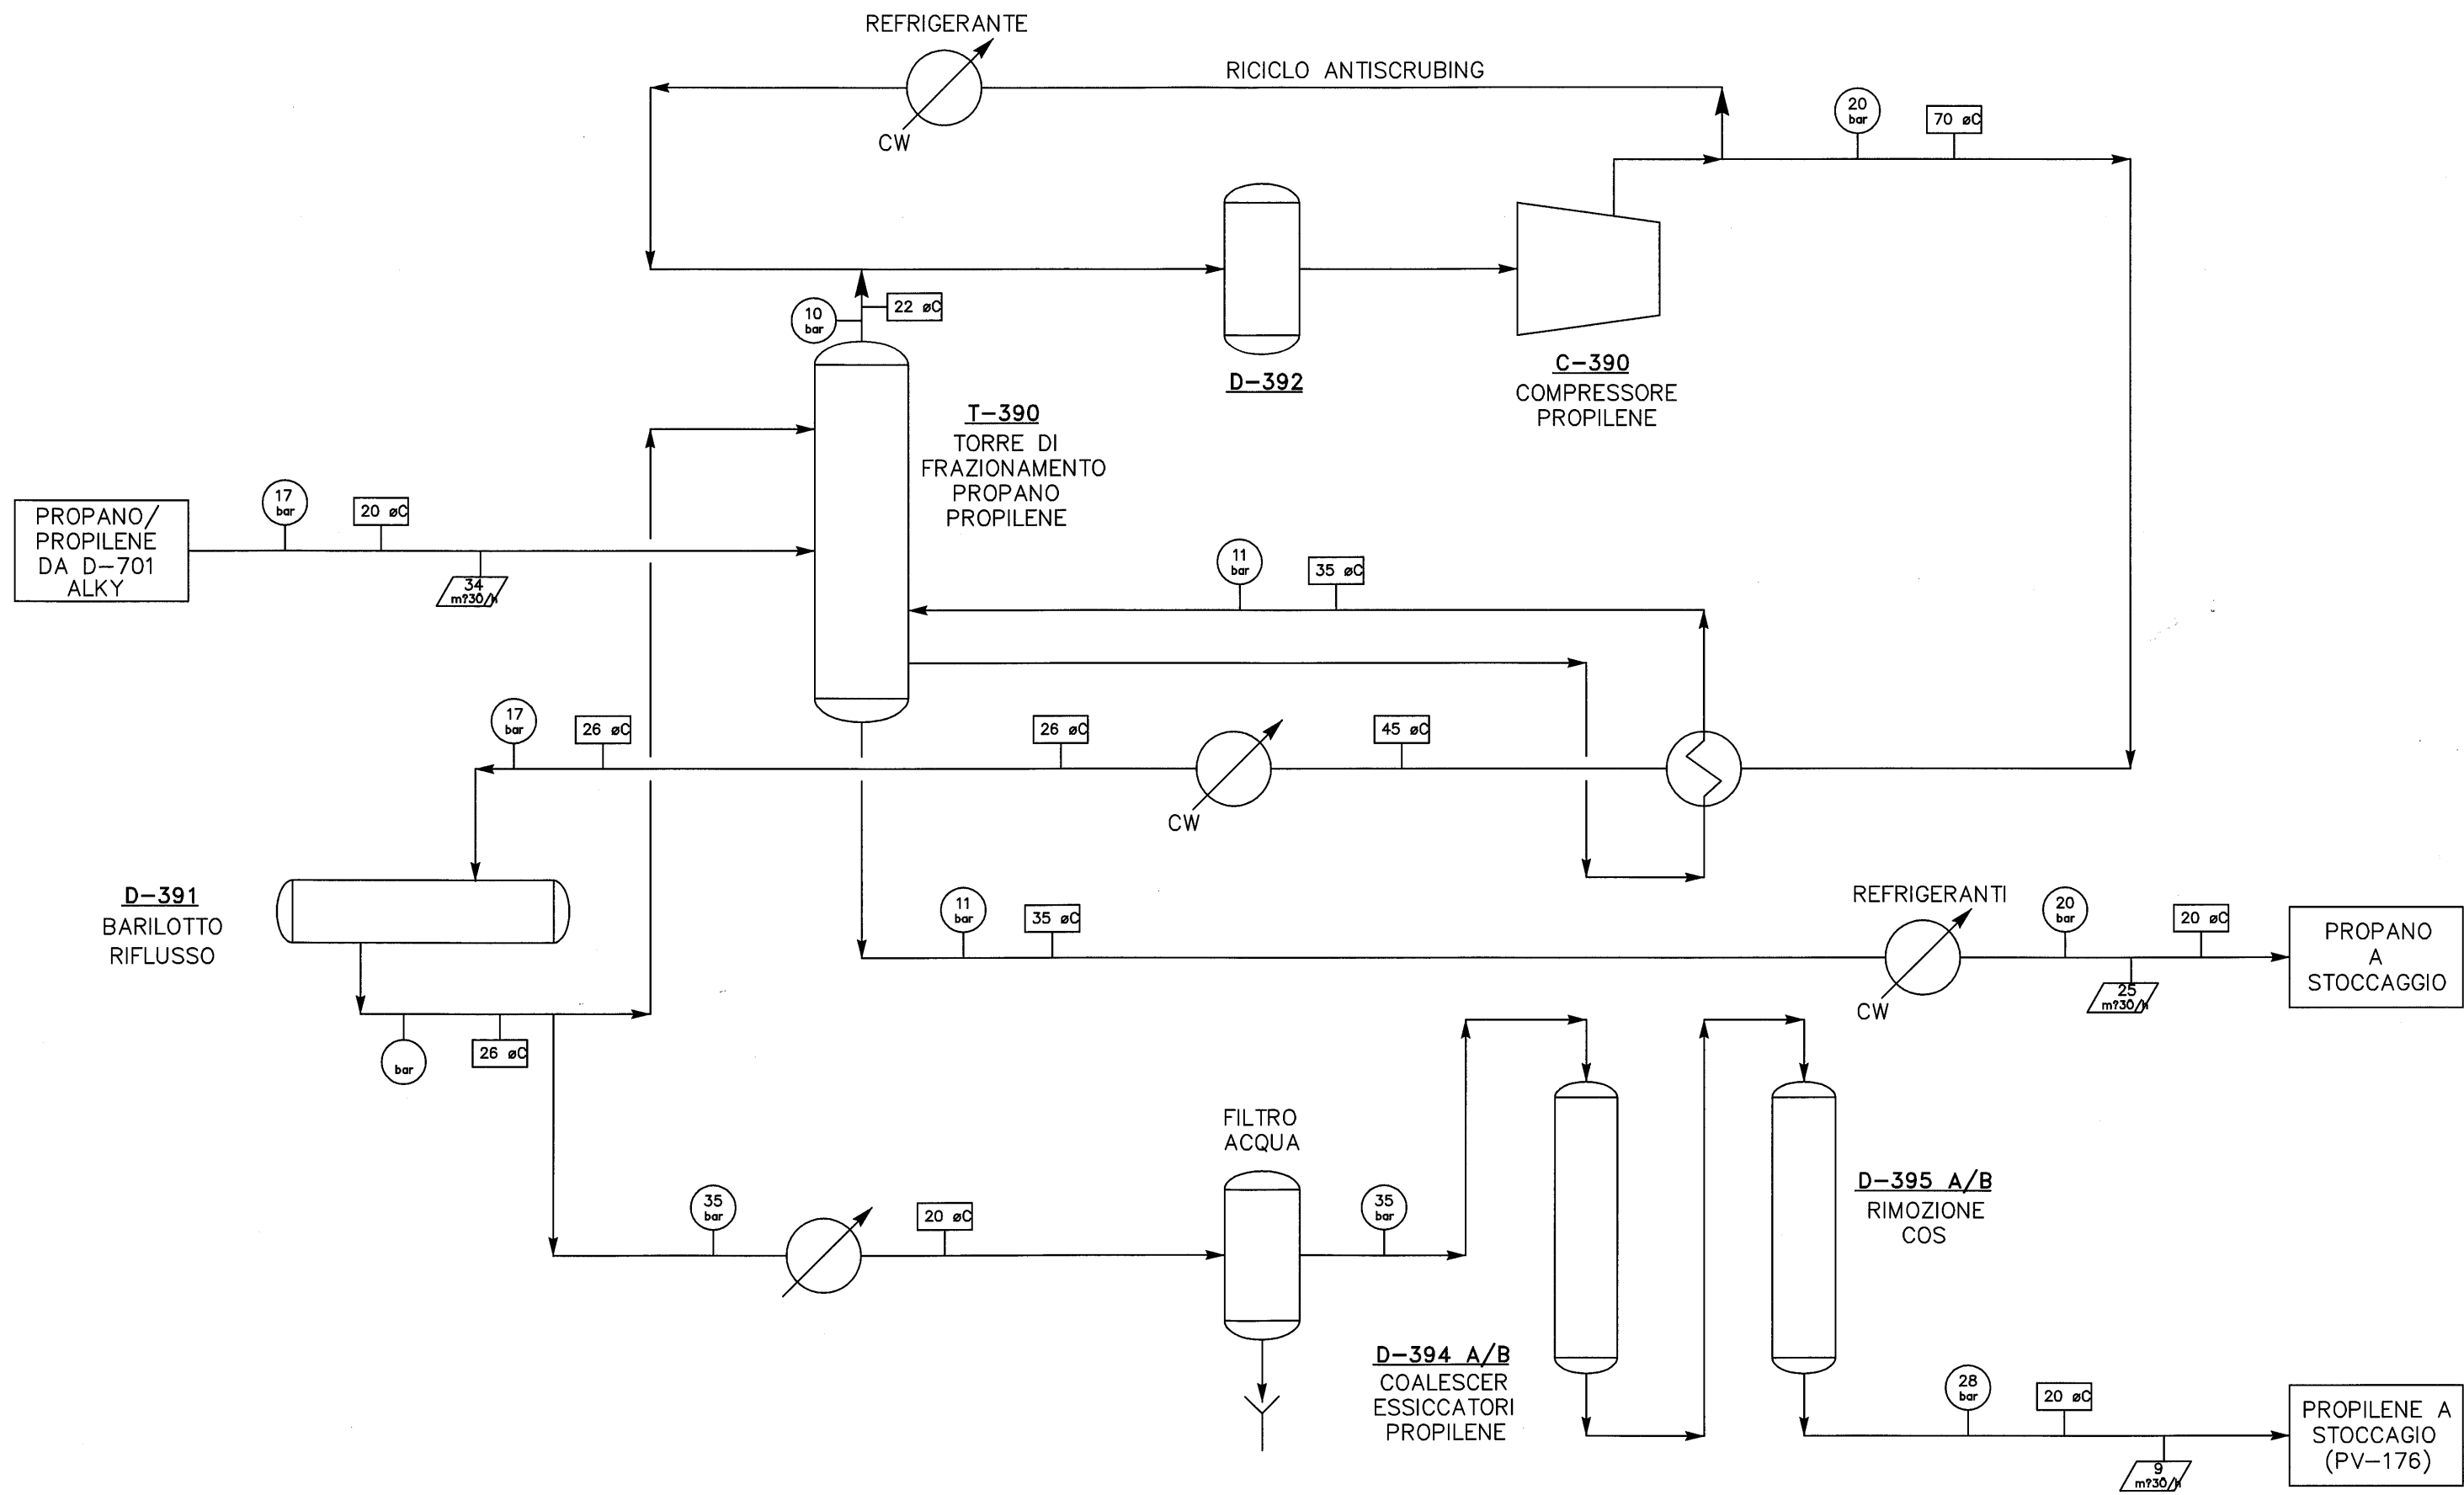 REFRIGERANTE
RICICLO ANTISCRUBING
CW
20
bar
70 øC
10
bar
22 øC
D-392
C-390
COMPRESSORE
PROPILENE
T-390
TORRE DI
FRAZIONAMENTO
PROPANO
PROPILENE
PROPANO/
PROPILENE
DA D-701
ALKY
17
bar
20 øC
34
m?30/h
11
bar
35 øC
17
bar
26 øC
26 øC
45 øC
CW
D-391
BARILOTTO
RIFLUSSO
bar
26 øC
11
bar
35 øC
REFRIGERANTI
CW
20
bar
20 øC
25
m?30/h
PROPANO
A
STOCCAGGIO
35
bar
20 øC
FILTRO
ACQUA
35
bar
D-394 A/B
COALESCER
ESSICCATORI
PROPILENE
D-395 A/B
RIMOZIONE
COS
28
bar
20 øC
9
m?30/h
PROPILENE A
STOCCAGIO
(PV-176)